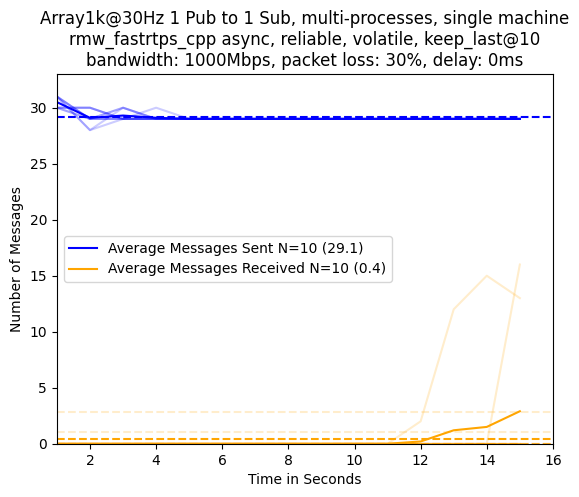 Array1k@30Hz 1 Pub to 1 Sub, multi-processes, single machine
rmw_fastrtps_cpp async, reliable, volatile, keep_last@10
bandwidth: 1000Mbps, packet loss: 30%, delay: 0ms
30
25
20
15
10
5
0
Number of Messages
Average Messages Sent N=10 (29.1)
Average Messages Received N=10 (0.4)
2 4 6 8 10 12 14 16
Time in Seconds